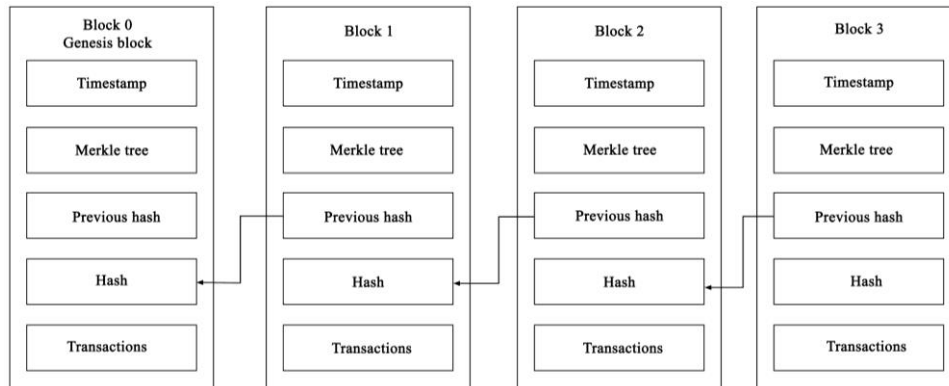 Block 0
Genesis block
Timestamp
Merkle tree
Previous hash
Hash
Transactions
Block 1
Timestamp
Merkle tree
Previous hash
Hash
Transactions
Block 2
Timestamp
Merkle tree
Previous hash
Hash
Transactions
Block 3
Timestamp
Merkle tree
Previous hash
Hash
Transactions